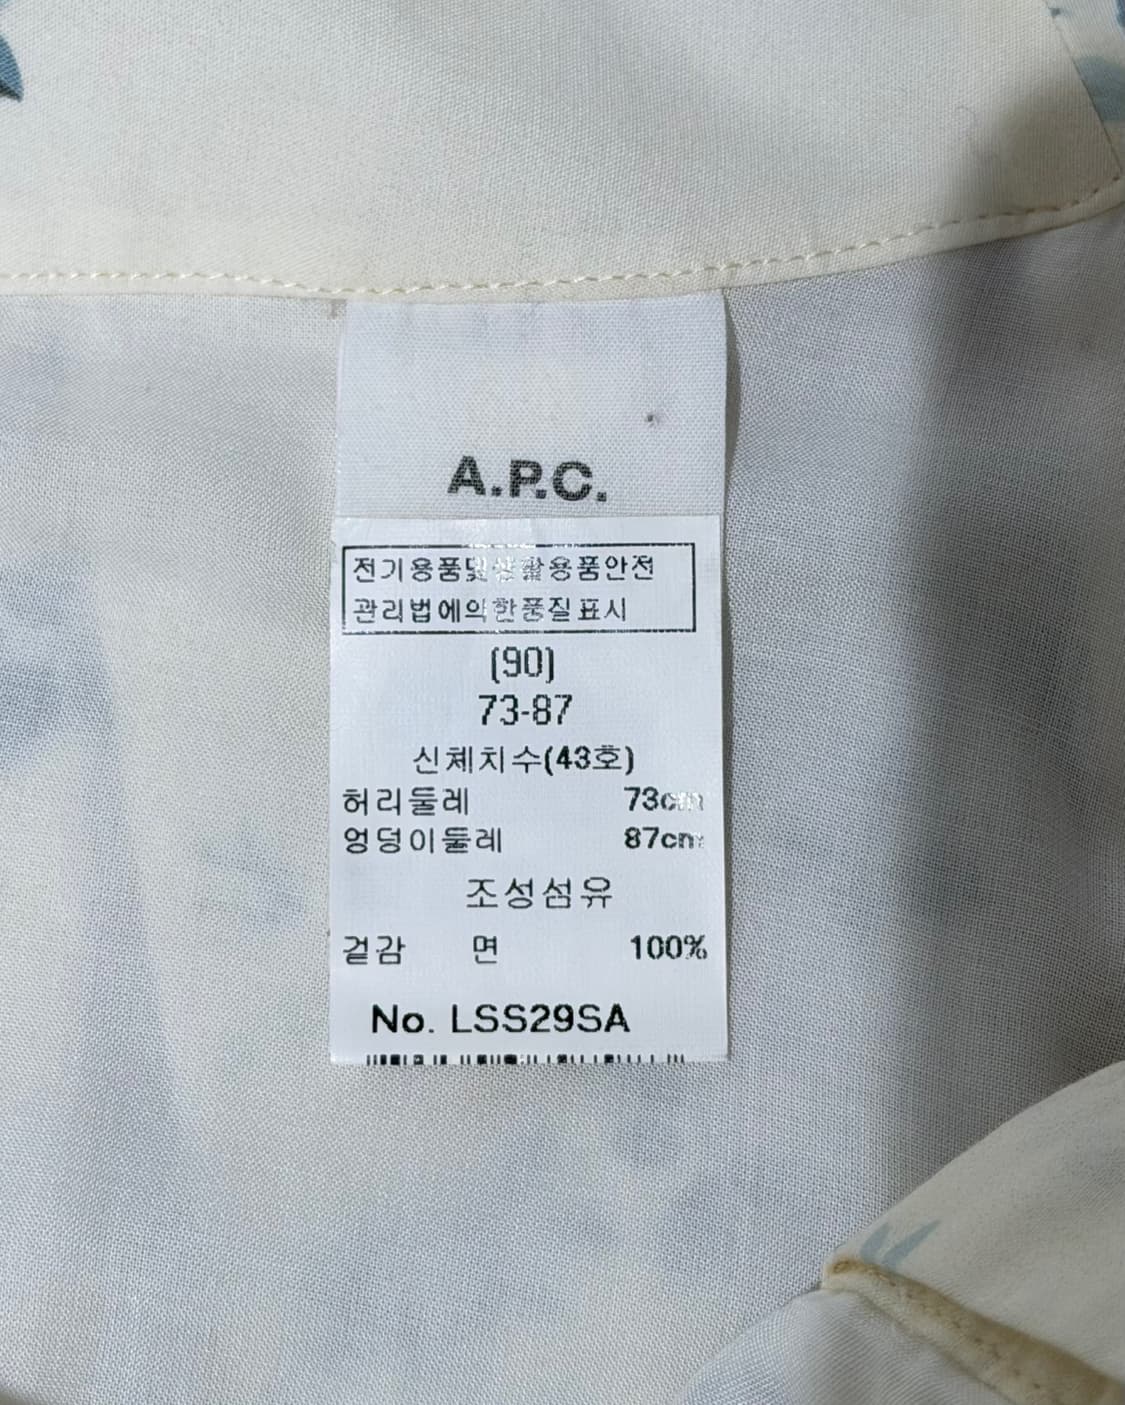 A.P.C.
전기용품및생활용품안전
관리법에의한품질표시
(90)
73-87
신체치수(43호)
허리둘레 73cm
엉덩이둘레 87cm
조성섬유
겉감 면 100%
No. LSS29SA